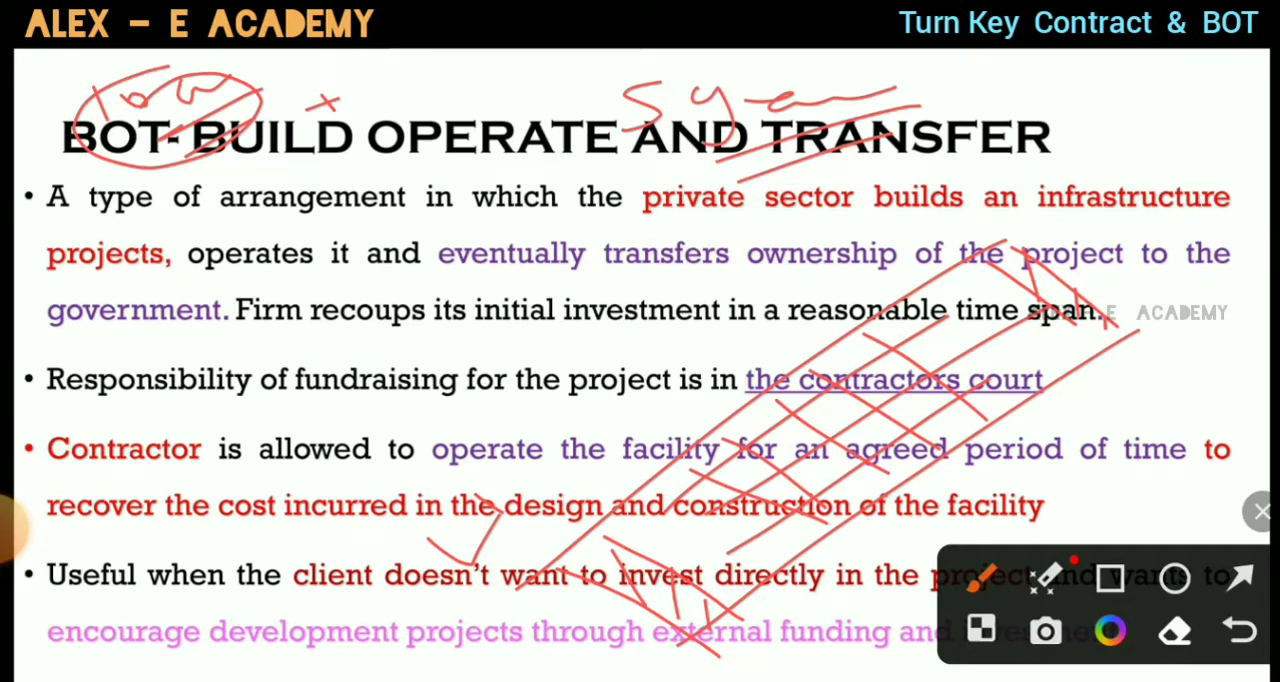 ALEX – E ACADEMY
Turn Key Contract & BOT
BOT- BUILD OPERATE AND TRANSFER
• A type of arrangement in which the private sector builds an infrastructure
projects, operates it and eventually transfers ownership of the project to the
government. Firm recoups its initial investment in a reasonable time span.
E ACADEMY
• Responsibility of fundraising for the project is in the contractors court
• Contractor is allowed to operate the facility for an agreed period of time to
recover the cost incurred in the design and construction of the facility
• Useful when the client doesn't want to invest directly in the project and wants to
encourage development projects through external funding and